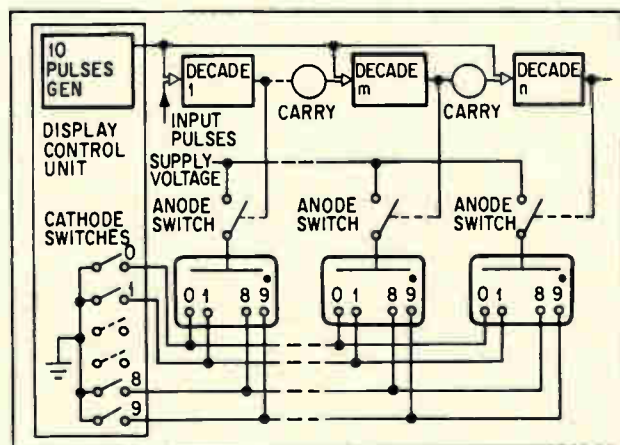 10
PULSES
GEN
DECADE
1
DECADE
m
DECADE
n
CARRY
CARRY
INPUT
PULSES
DISPLAY
CONTROL
UNIT
SUPPLY
VOLTAGE
ANODE
SWITCH
ANODE
SWITCH
ANODE
SWITCH
CATHODE
SWITCHES
0
1
8
9
0 1 8 9
0 1 8 9
0 1 8 9